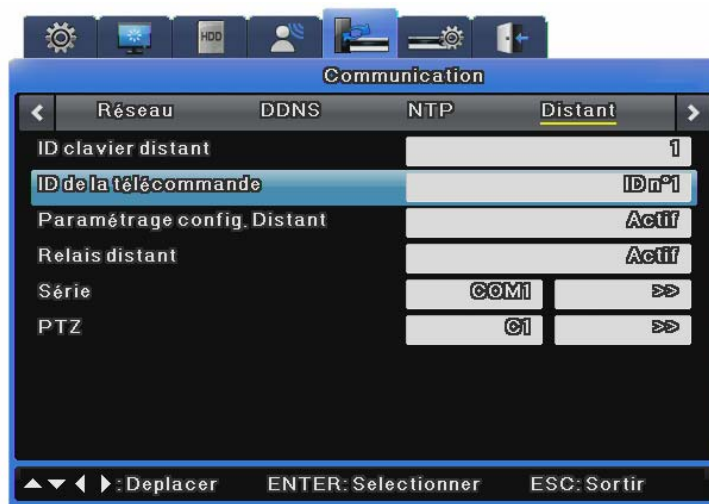 HDD
Communication
Réseau DDNS NTP Distant
ID clavier distant 1
ID de la télécommande ID n°1
Paramétrage config. Distant Actif
Relais distant Actif
Série COM1 >>
PTZ C1 >>
:Deplacer ENTER:Selectionner ESC:Sortir